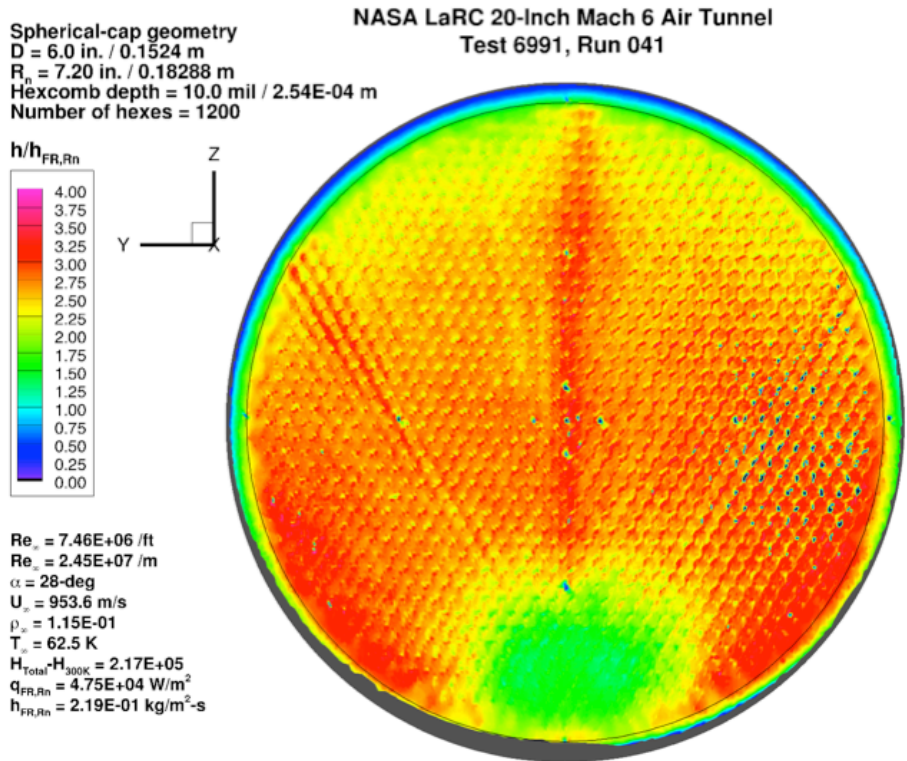 NASA LaRC 20-Inch Mach 6 Air Tunnel
Test 6991, Run 041
Spherical-cap geometry
D = 6.0 in. / 0.1524 m
Rn = 7.20 in. / 0.18288 m
Hexcomb depth = 10.0 mil / 2.54E-04 m
Number of hexes = 1200
h/hFR,Rn
4.00
3.75
3.50
3.25
3.00
2.75
2.50
2.25
2.00
1.75
1.50
1.25
1.00
0.75
0.50
0.25
0.00
Z
Y
X
Re∞ = 7.46E+06 /ft
Re∞ = 2.45E+07 /m
α = 28-deg
U∞ = 953.6 m/s
ρ∞ = 1.15E-01
T∞ = 62.5 K
HTotal-H300K = 2.17E+05
qFR,Rn = 4.75E+04 W/m²
hFR,Rn = 2.19E-01 kg/m²-s